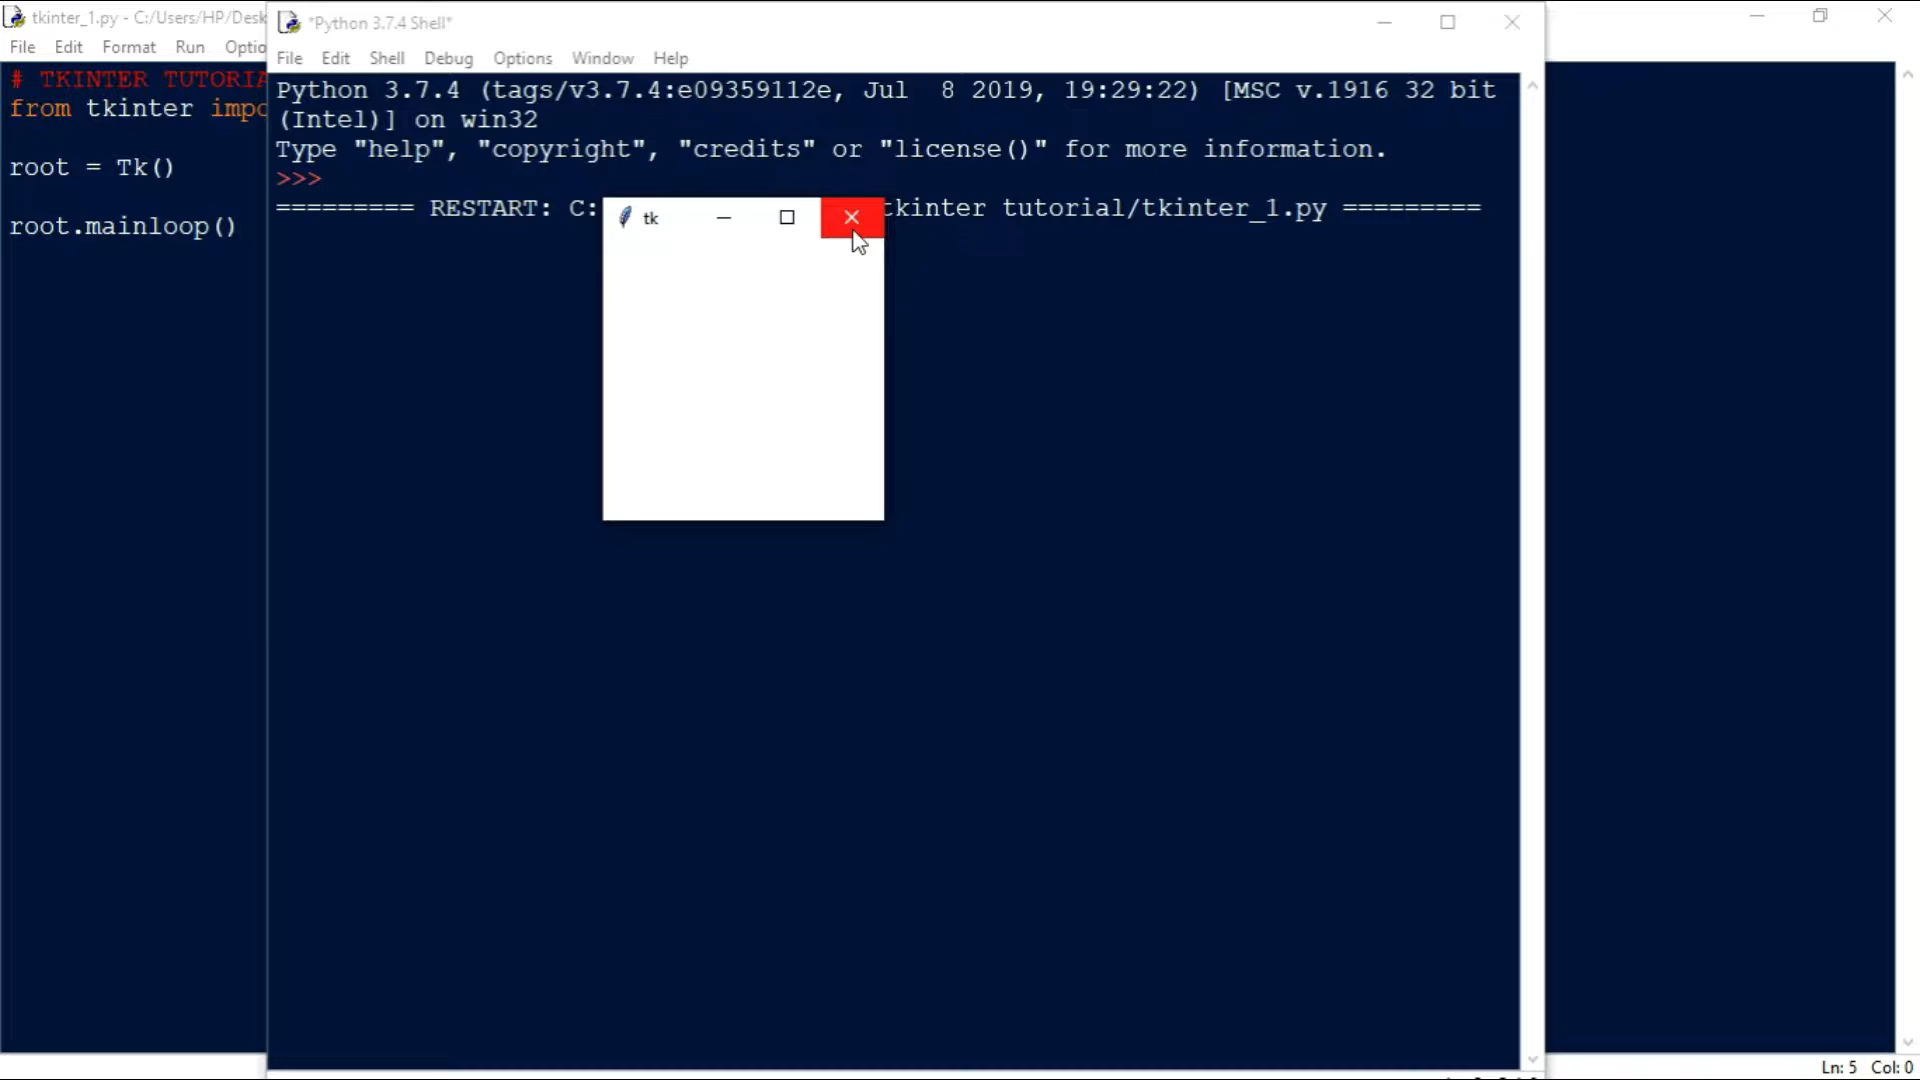 tkinter_1.py - C:/Users/HP/Desk
File Edit Format Run Optio
# TKINTER TUTORIA
from tkinter impo
root = Tk()
root.mainloop()
*Python 3.7.4 Shell*
File Edit Shell Debug Options Window Help
Python 3.7.4 (tags/v3.7.4:e09359112e, Jul  8 2019, 19:29:22) [MSC v.1916 32 bit
(Intel)] on win32
Type "help", "copyright", "credits" or "license()" for more information.
>>>
========= RESTART: C: tkinter tutorial/tkinter_1.py =========
tk
Ln: 5 Col: 0